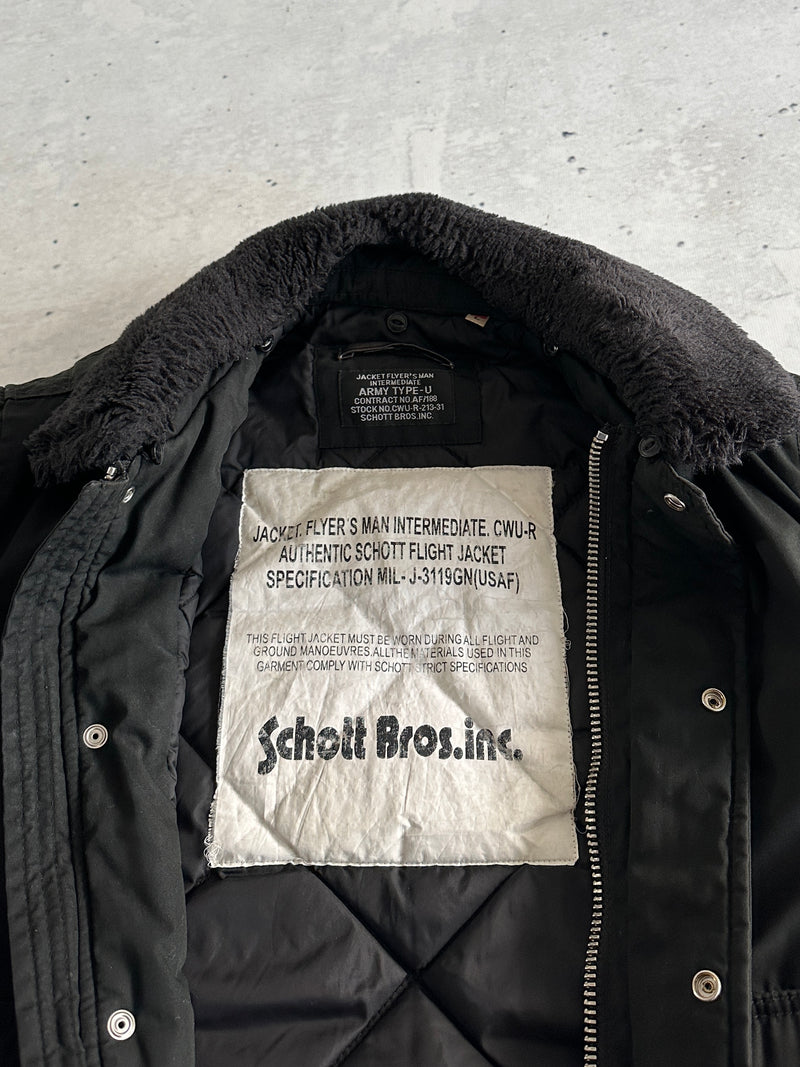 JACKET FLYER'S MAN
INTERMEDIATE
ARMY TYPE-U
CONTRACT NO.AF/188
STOCK NO.CWU-R-213-31
SCHOTT BROS.INC.
JACKET. FLYER'S MAN INTERMEDIATE. CWU-R
AUTHENTIC SCHOTT FLIGHT JACKET
SPECIFICATION MIL- J-3119GN(USAF)
THIS FLIGHT JACKET MUST BE WORN DURING ALL FLIGHT AND
GROUND MANOEUVRES.ALL THE MATERIALS USED IN THIS
GARMENT COMPLY WITH SCHOTT STRICT SPECIFICATIONS
Schott Bros.inc.